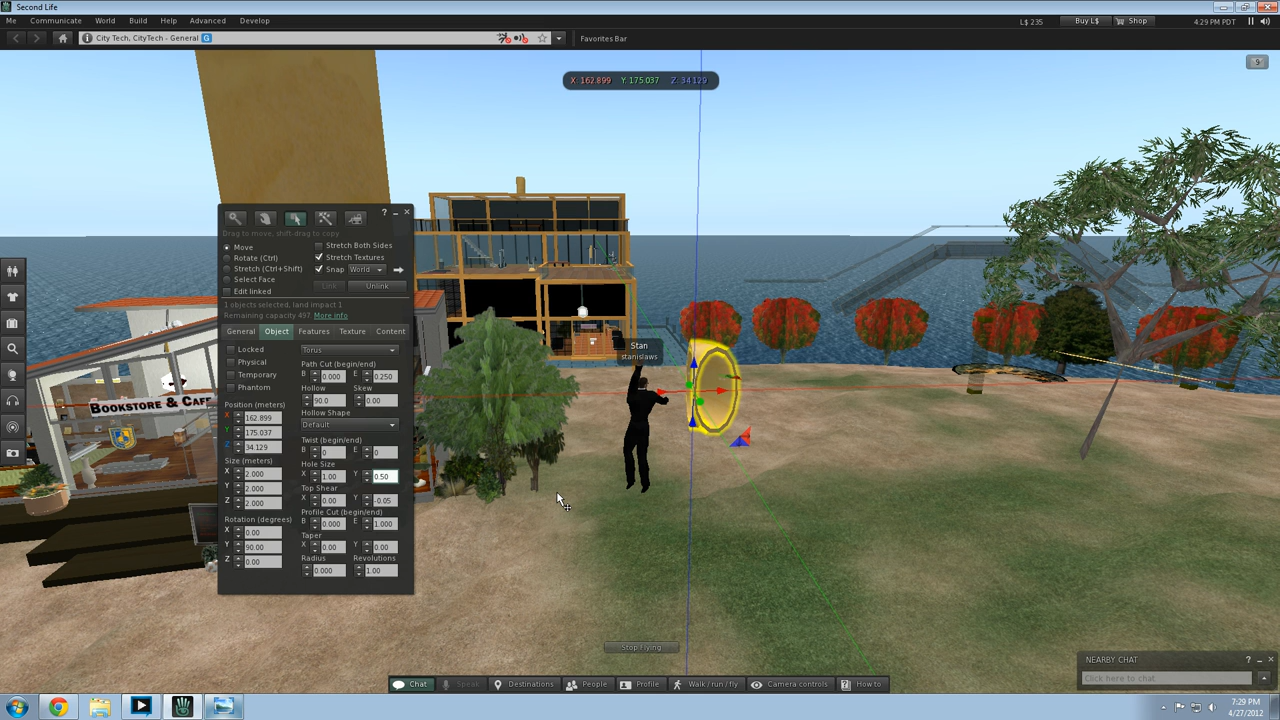 Second Life
Me Communicate World Build Help Advanced Develop
L$ 235 Buy L$ Shop 4:29 PM PDT
City Tech, CityTech - General G
Favorites Bar
X: 162.899 Y: 175.037 Z: 34.129
9
Drag to move, shift-drag to copy
Move
Rotate (Ctrl)
Stretch (Ctrl+Shift)
Select Face
Edit linked
Stretch Both Sides
Stretch Textures
Snap World
Link Unlink
1 objects selected, land impact 1
Remaining capacity 497. More info
General Object Features Texture Content
Locked
Physical
Temporary
Phantom
Position (meters)
X 162.899
Y 175.037
Z 34.129
Size (meters)
X 2.000
Y 2.000
Z 2.000
Rotation (degrees)
X 0.00
Y 90.00
Z 0.00
Torus
Path Cut (begin/end)
B 0.000 E 0.250
Hollow Skew
90.0 0.00
Hollow Shape
Default
Twist (begin/end)
B 0 E 0
Hole Size
X 1.00 Y 0.50
Top Shear
X 0.00 Y -0.05
Profile Cut (begin/end)
B 0.000 E 1.000
Taper
X 0.00 Y 0.00
Radius Revolutions
0.000 1.00
BOOKSTORE & CAFE
Stan
stanislaws
Stop Flying
NEARBY CHAT
Click here to chat.
Chat Speak Destinations People Profile Walk / run / fly Camera controls How to
7:29 PM
4/27/2012